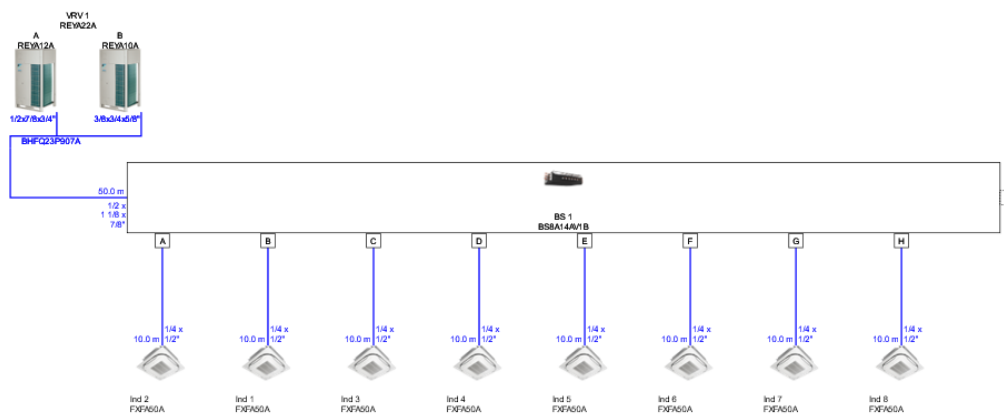 VRV 1
REYA22A
A
REYA12A
B
REYA10A
1/2x7/8x3/4"
3/8x3/4x5/8"
BHFQ23P907A
50.0 m
1/2 x
1 1/8 x
7/8"
BS 1
BS8A14AV1B
A B C D E F G H
1/4 x 1/4 x 1/4 x 1/4 x 1/4 x 1/4 x 1/4 x 1/4 x
10.0 m 1/2" 10.0 m 1/2" 10.0 m 1/2" 10.0 m 1/2" 10.0 m 1/2" 10.0 m 1/2" 10.0 m 1/2" 10.0 m 1/2"
Ind 2 Ind 1 Ind 3 Ind 4 Ind 5 Ind 6 Ind 7 Ind 8
FXFA50A FXFA50A FXFA50A FXFA50A FXFA50A FXFA50A FXFA50A FXFA50A